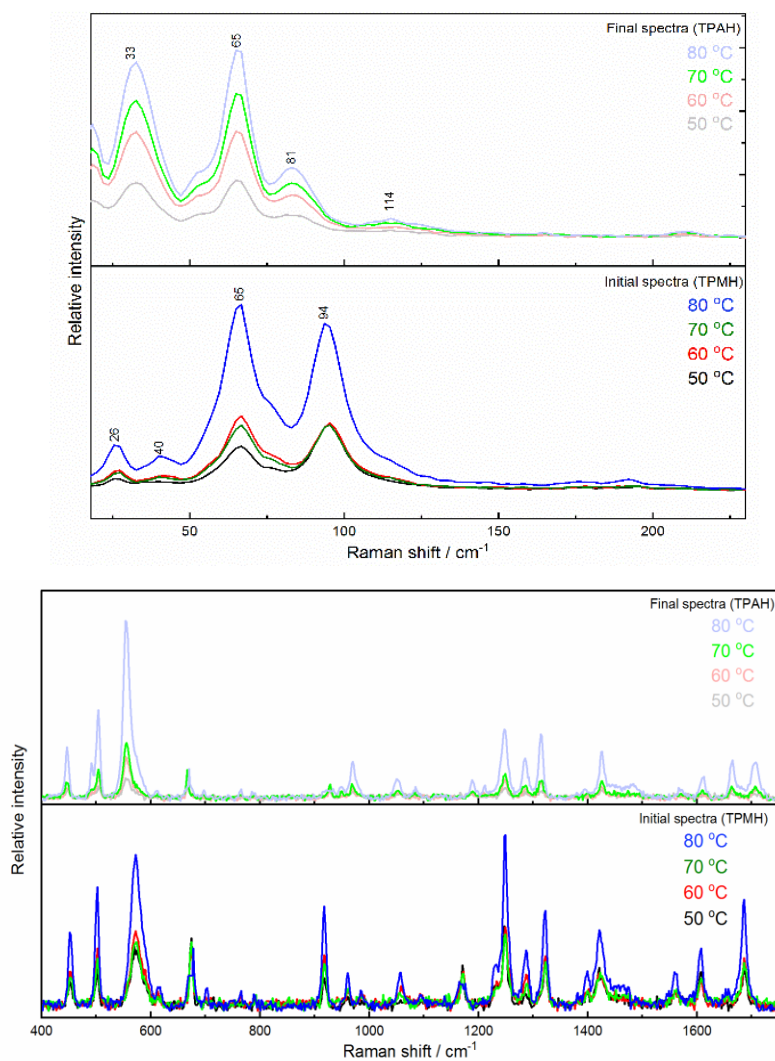 Final spectra (TPAH)
80 °C
70 °C
60 °C
50 °C
33
65
81
114
Relative intensity
Initial spectra (TPMH)
80 °C
70 °C
60 °C
50 °C
26
40
65
94
50
100
150
200
Raman shift / cm⁻¹
Final spectra (TPAH)
80 °C
70 °C
60 °C
50 °C
Relative intensity
Initial spectra (TPMH)
80 °C
70 °C
60 °C
50 °C
400
600
800
1000
1200
1400
1600
Raman shift / cm⁻¹